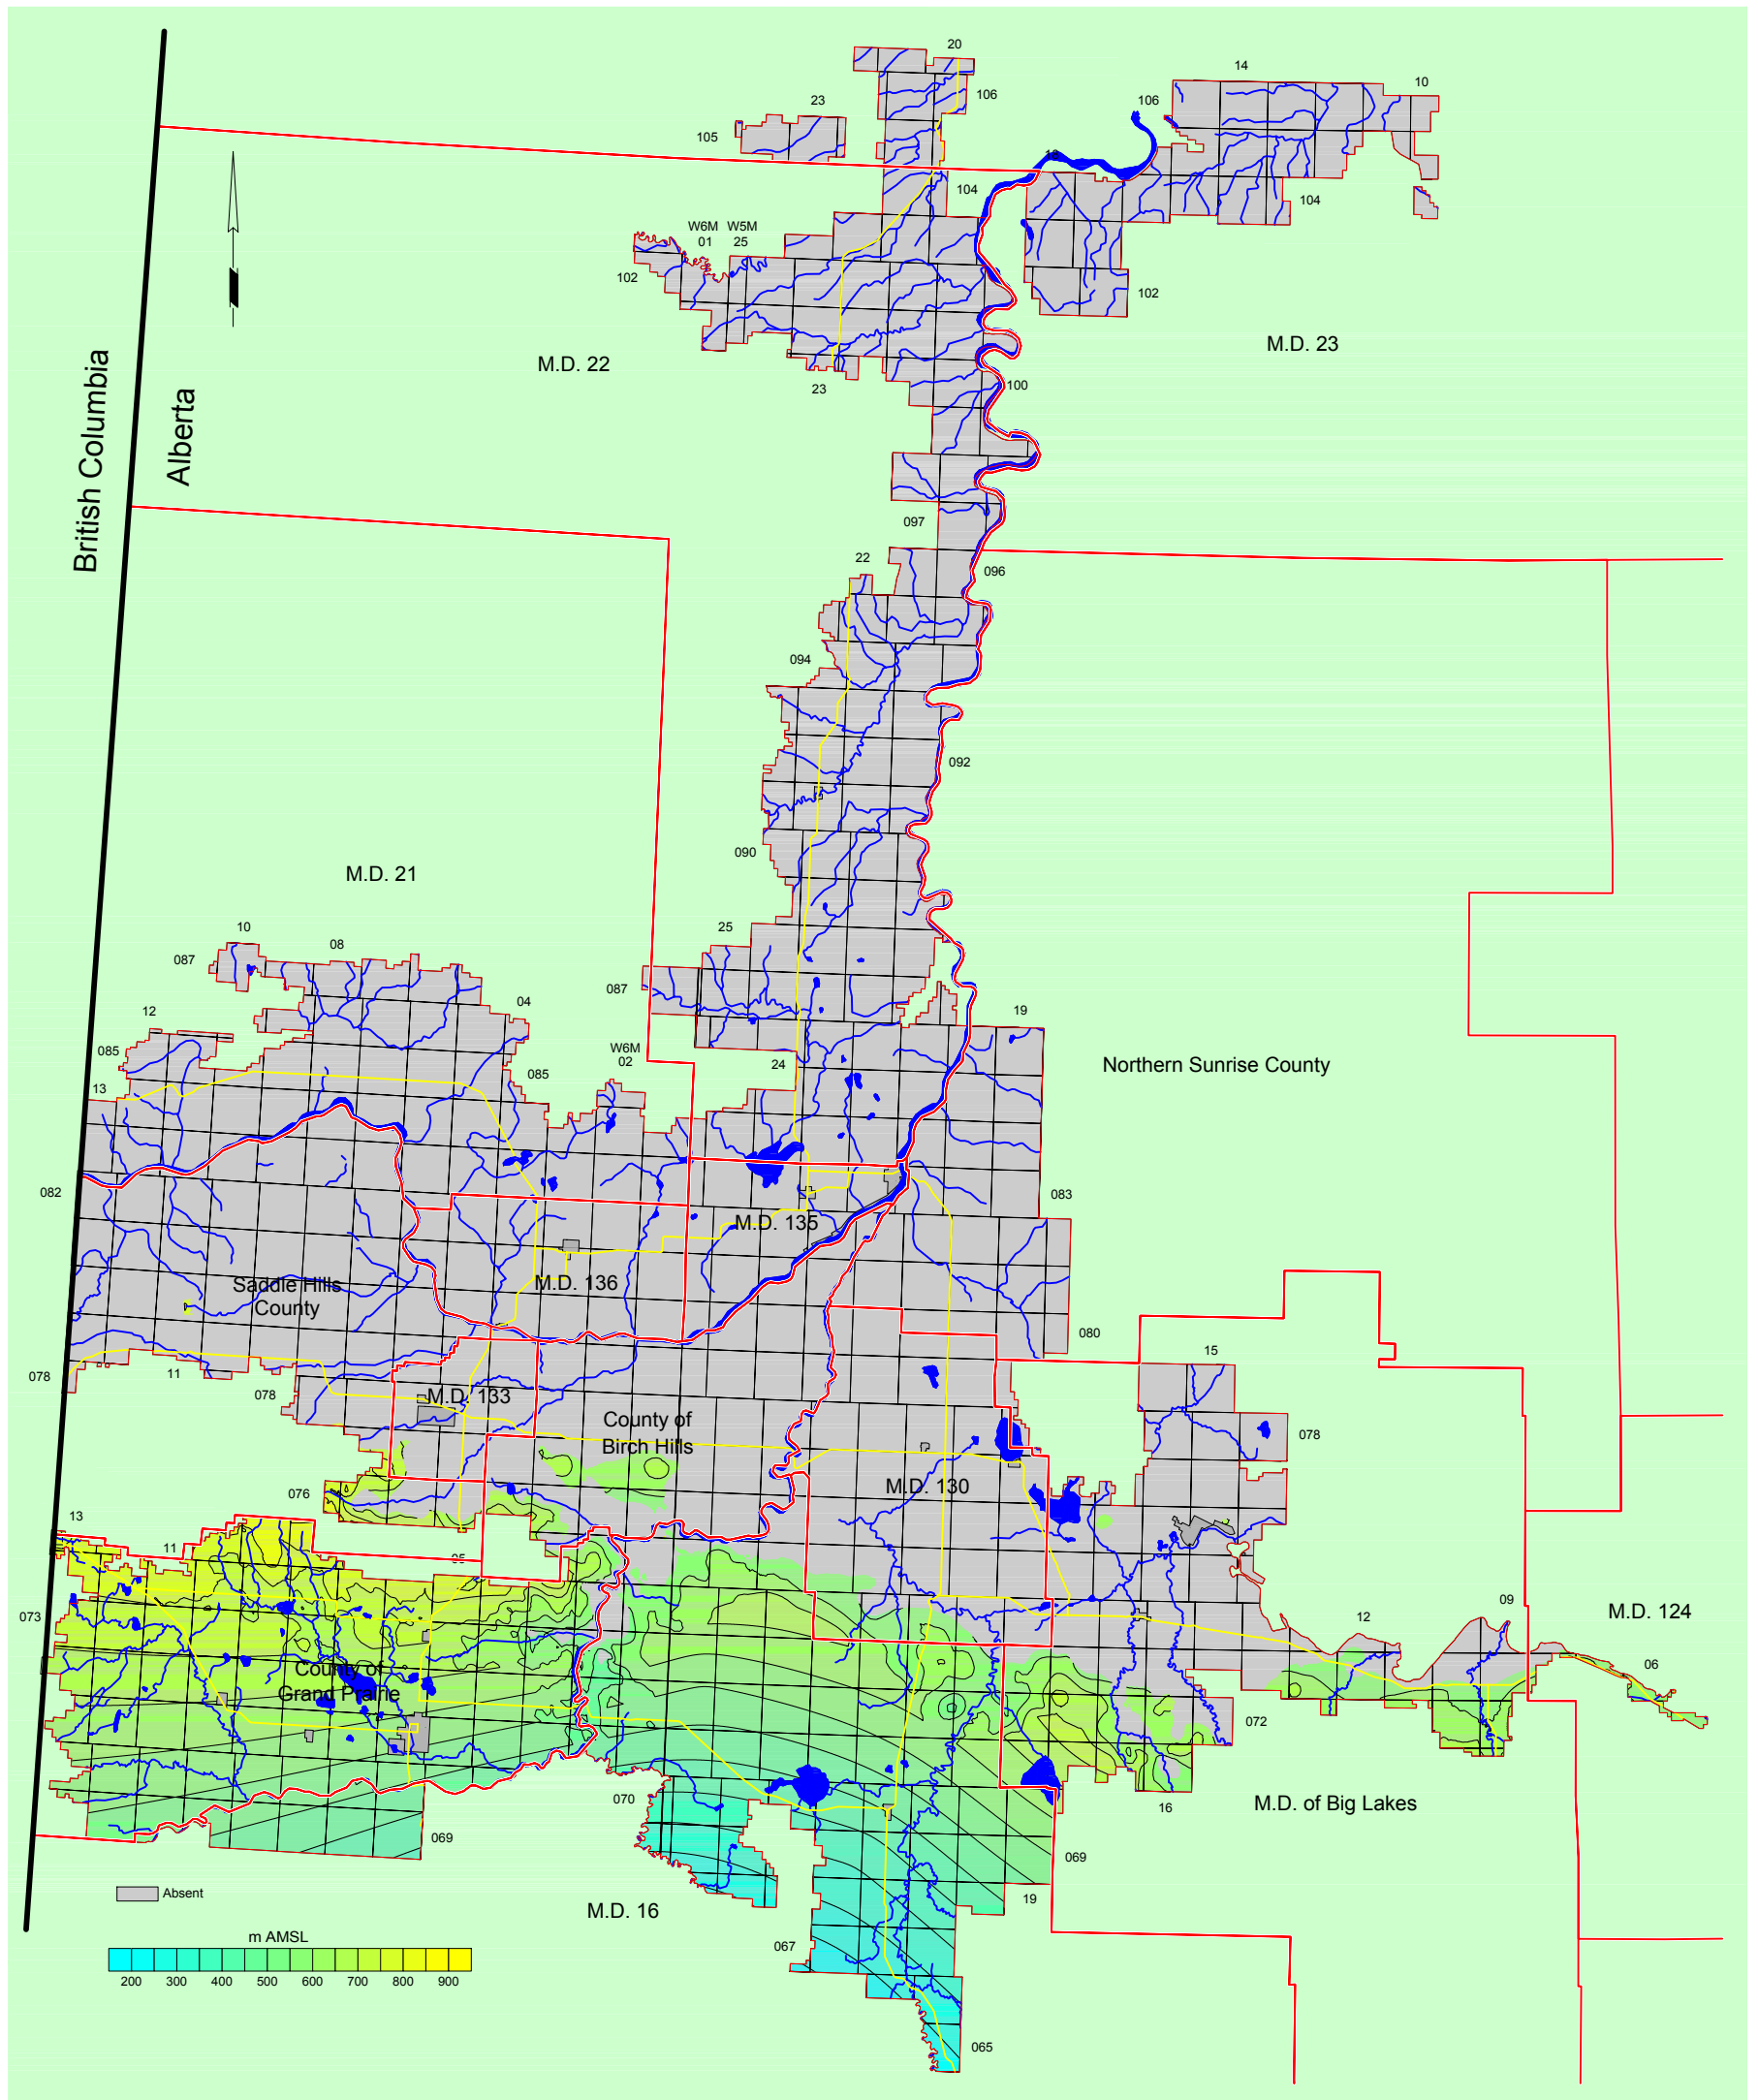 20
14
10
106
23
106
105
18
104
104
W6M W5M
01 25
102
102
M.D. 22
M.D. 23
23
100
British Columbia
Alberta
097
22
096
094
092
090
M.D. 21
10
08
25
087
087
04
12
19
085
W6M
02
085
24
Northern Sunrise County
13
082
083
M.D. 135
Saddle Hills
County
M.D. 136
080
15
078
11
078
M.D. 133
County of
Birch Hills
078
M.D. 130
076
13
11
05
073
12
09
M.D. 124
06
County of
Grand Prairie
072
070
16
M.D. of Big Lakes
069
069
Absent
19
M.D. 16
m AMSL
067
200 300 400 500 600 700 800 900
065